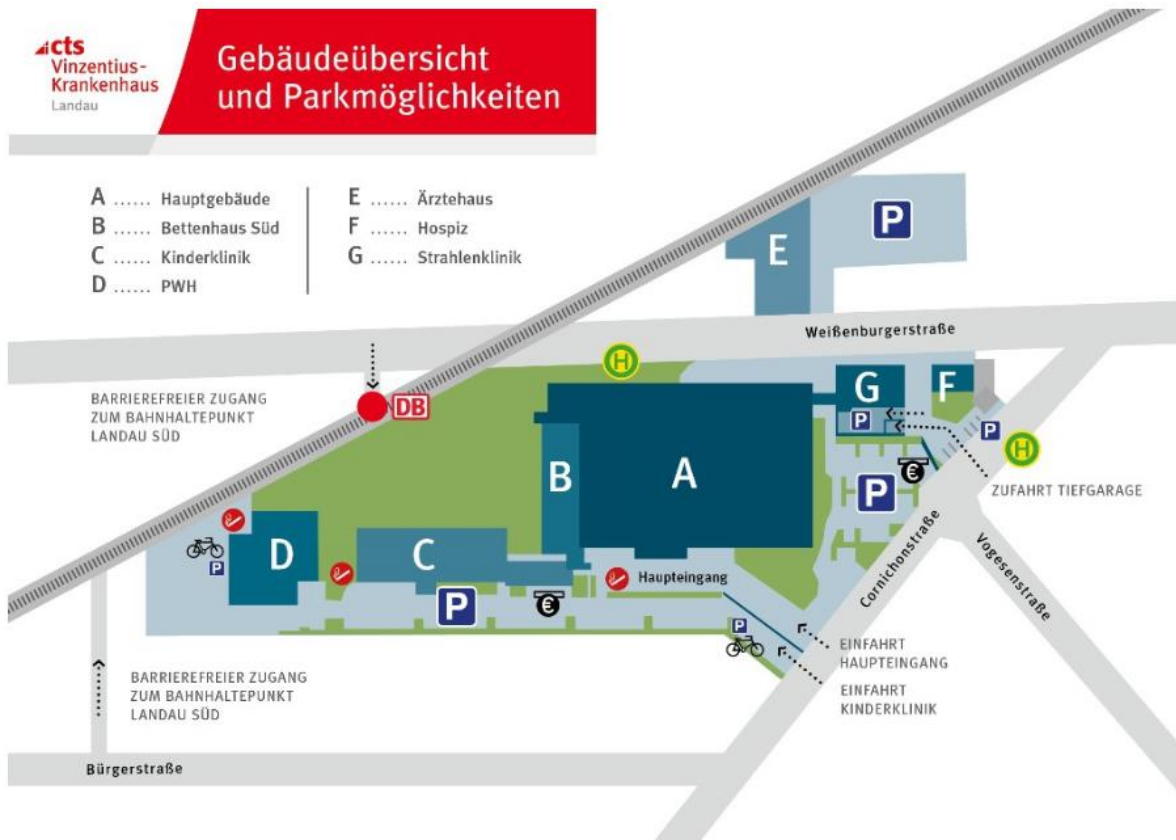 cts
Vinzentius-
Krankenhaus
Landau
Gebäudeübersicht
und Parkmöglichkeiten
A ...... Hauptgebäude
B ...... Bettenhaus Süd
C ...... Kinderklinik
D ...... PWH
E ...... Ärztehaus
F ...... Hospiz
G ...... Strahlenklinik
E
P
Weißenburgerstraße
H
BARRIEREFREIER ZUGANG
ZUM BAHNHALTEPUNKT
LANDAU SÜD
DB
G
F
P
P
H
B
A
€
P
ZUFAHRT TIEFGARAGE
D
C
P
Haupteingang
Cornichonstraße
Vogesenstraße
P
€
P
EINFAHRT
HAUPTEINGANG
EINFAHRT
KINDERKLINIK
BARRIEREFREIER ZUGANG
ZUM BAHNHALTEPUNKT
LANDAU SÜD
Bürgerstraße